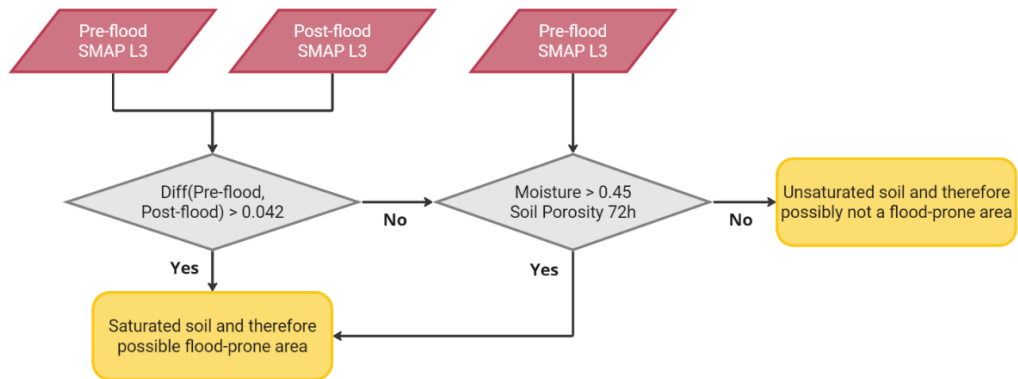 Pre-flood
SMAP L3
Post-flood
SMAP L3
Pre-flood
SMAP L3
Diff(Pre-flood,
Post-flood) > 0.042
No
Moisture > 0.45
Soil Porosity 72h
No
Unsaturated soil and therefore
possibly not a flood-prone area
Yes
Yes
Saturated soil and therefore
possible flood-prone area